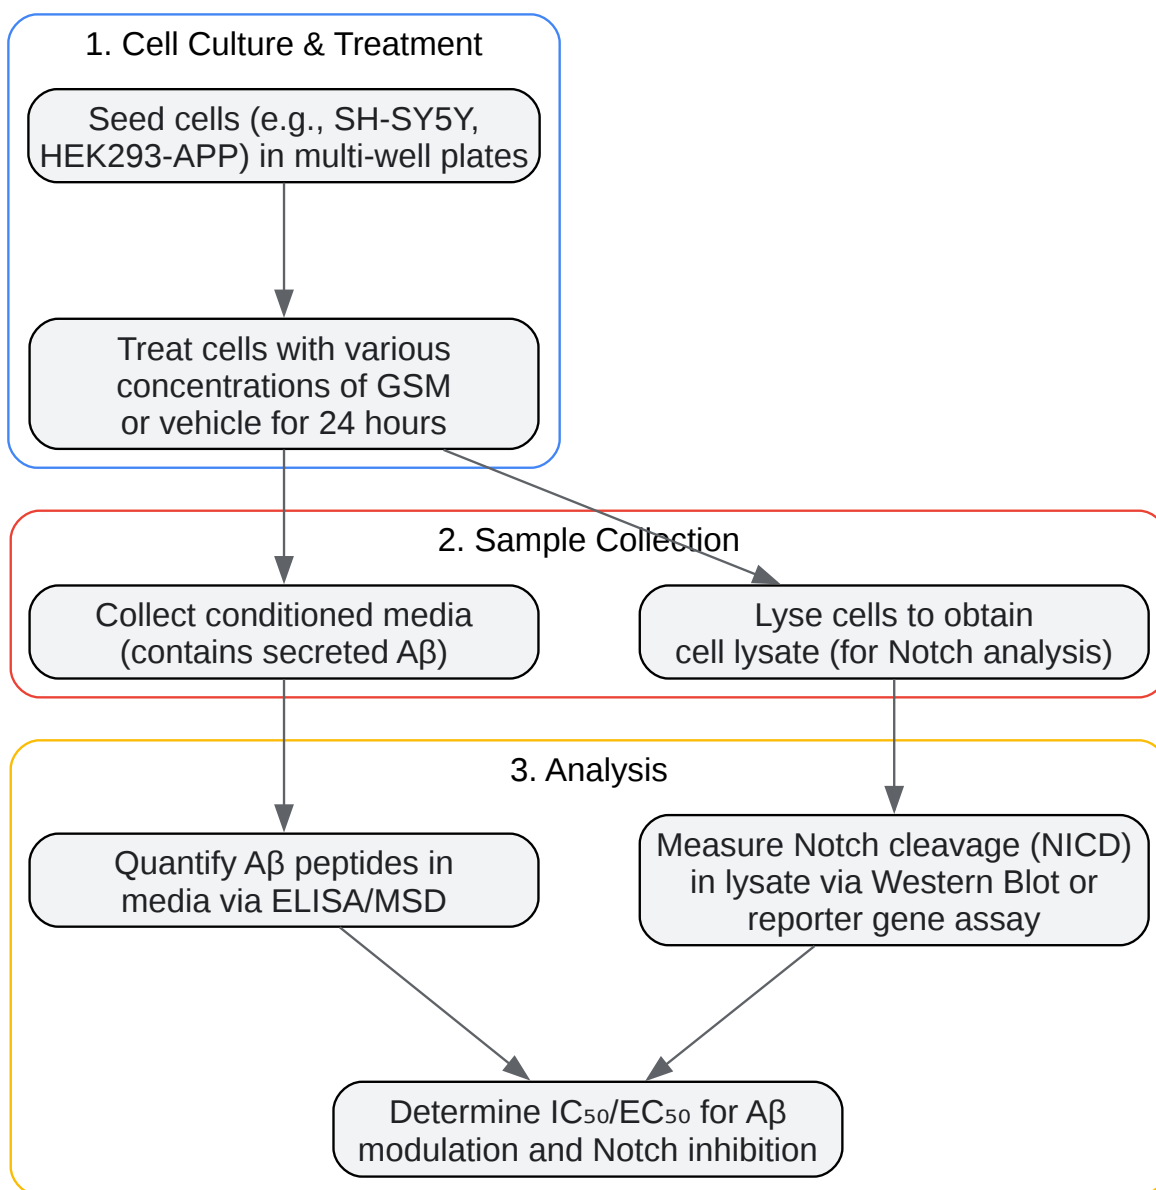 1. Cell Culture & Treatment
Seed cells (e.g., SH-SY5Y,
HEK293-APP) in multi-well plates
Treat cells with various
concentrations of GSM
or vehicle for 24 hours
2. Sample Collection
Collect conditioned media
(contains secreted Aβ)
Lyse cells to obtain
cell lysate (for Notch analysis)
3. Analysis
Quantify Aβ peptides in
media via ELISA/MSD
Measure Notch cleavage (NICD)
in lysate via Western Blot or
reporter gene assay
Determine IC₅₀/EC₅₀ for Aβ
modulation and Notch inhibition